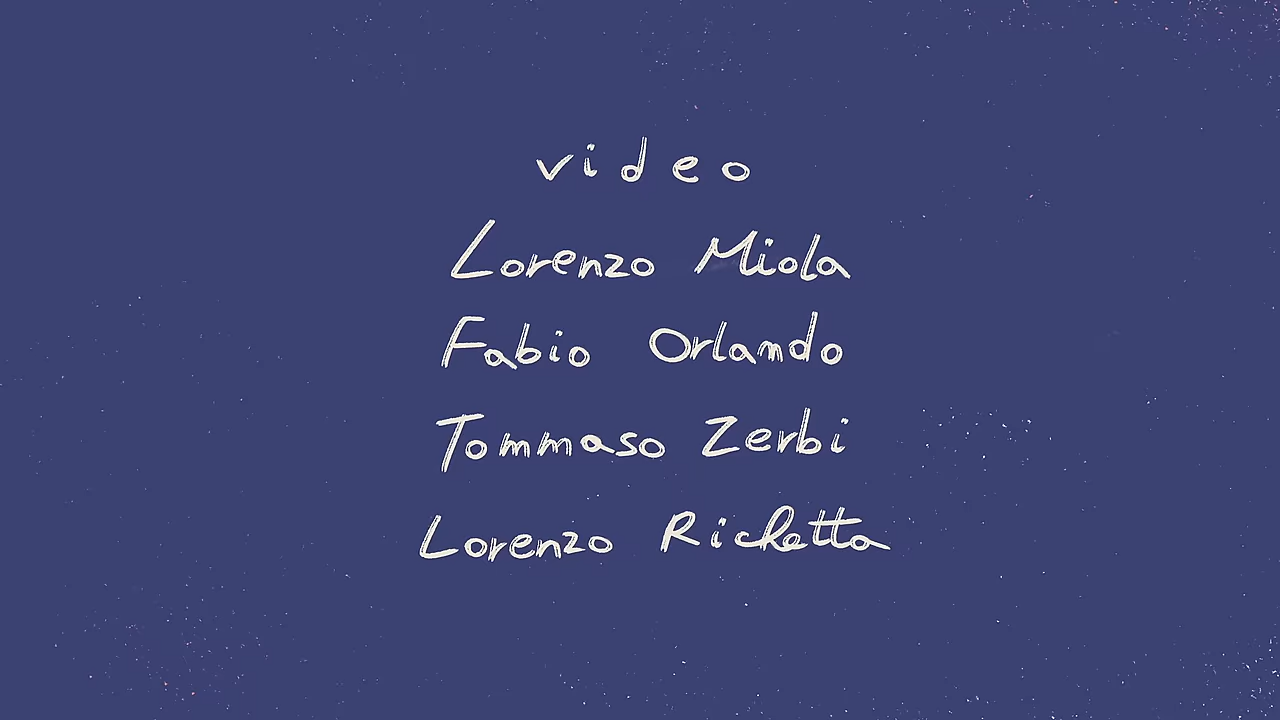 video
Lorenzo Miola
Fabio Orlando
Tommaso Zerbi
Lorenzo Richetta